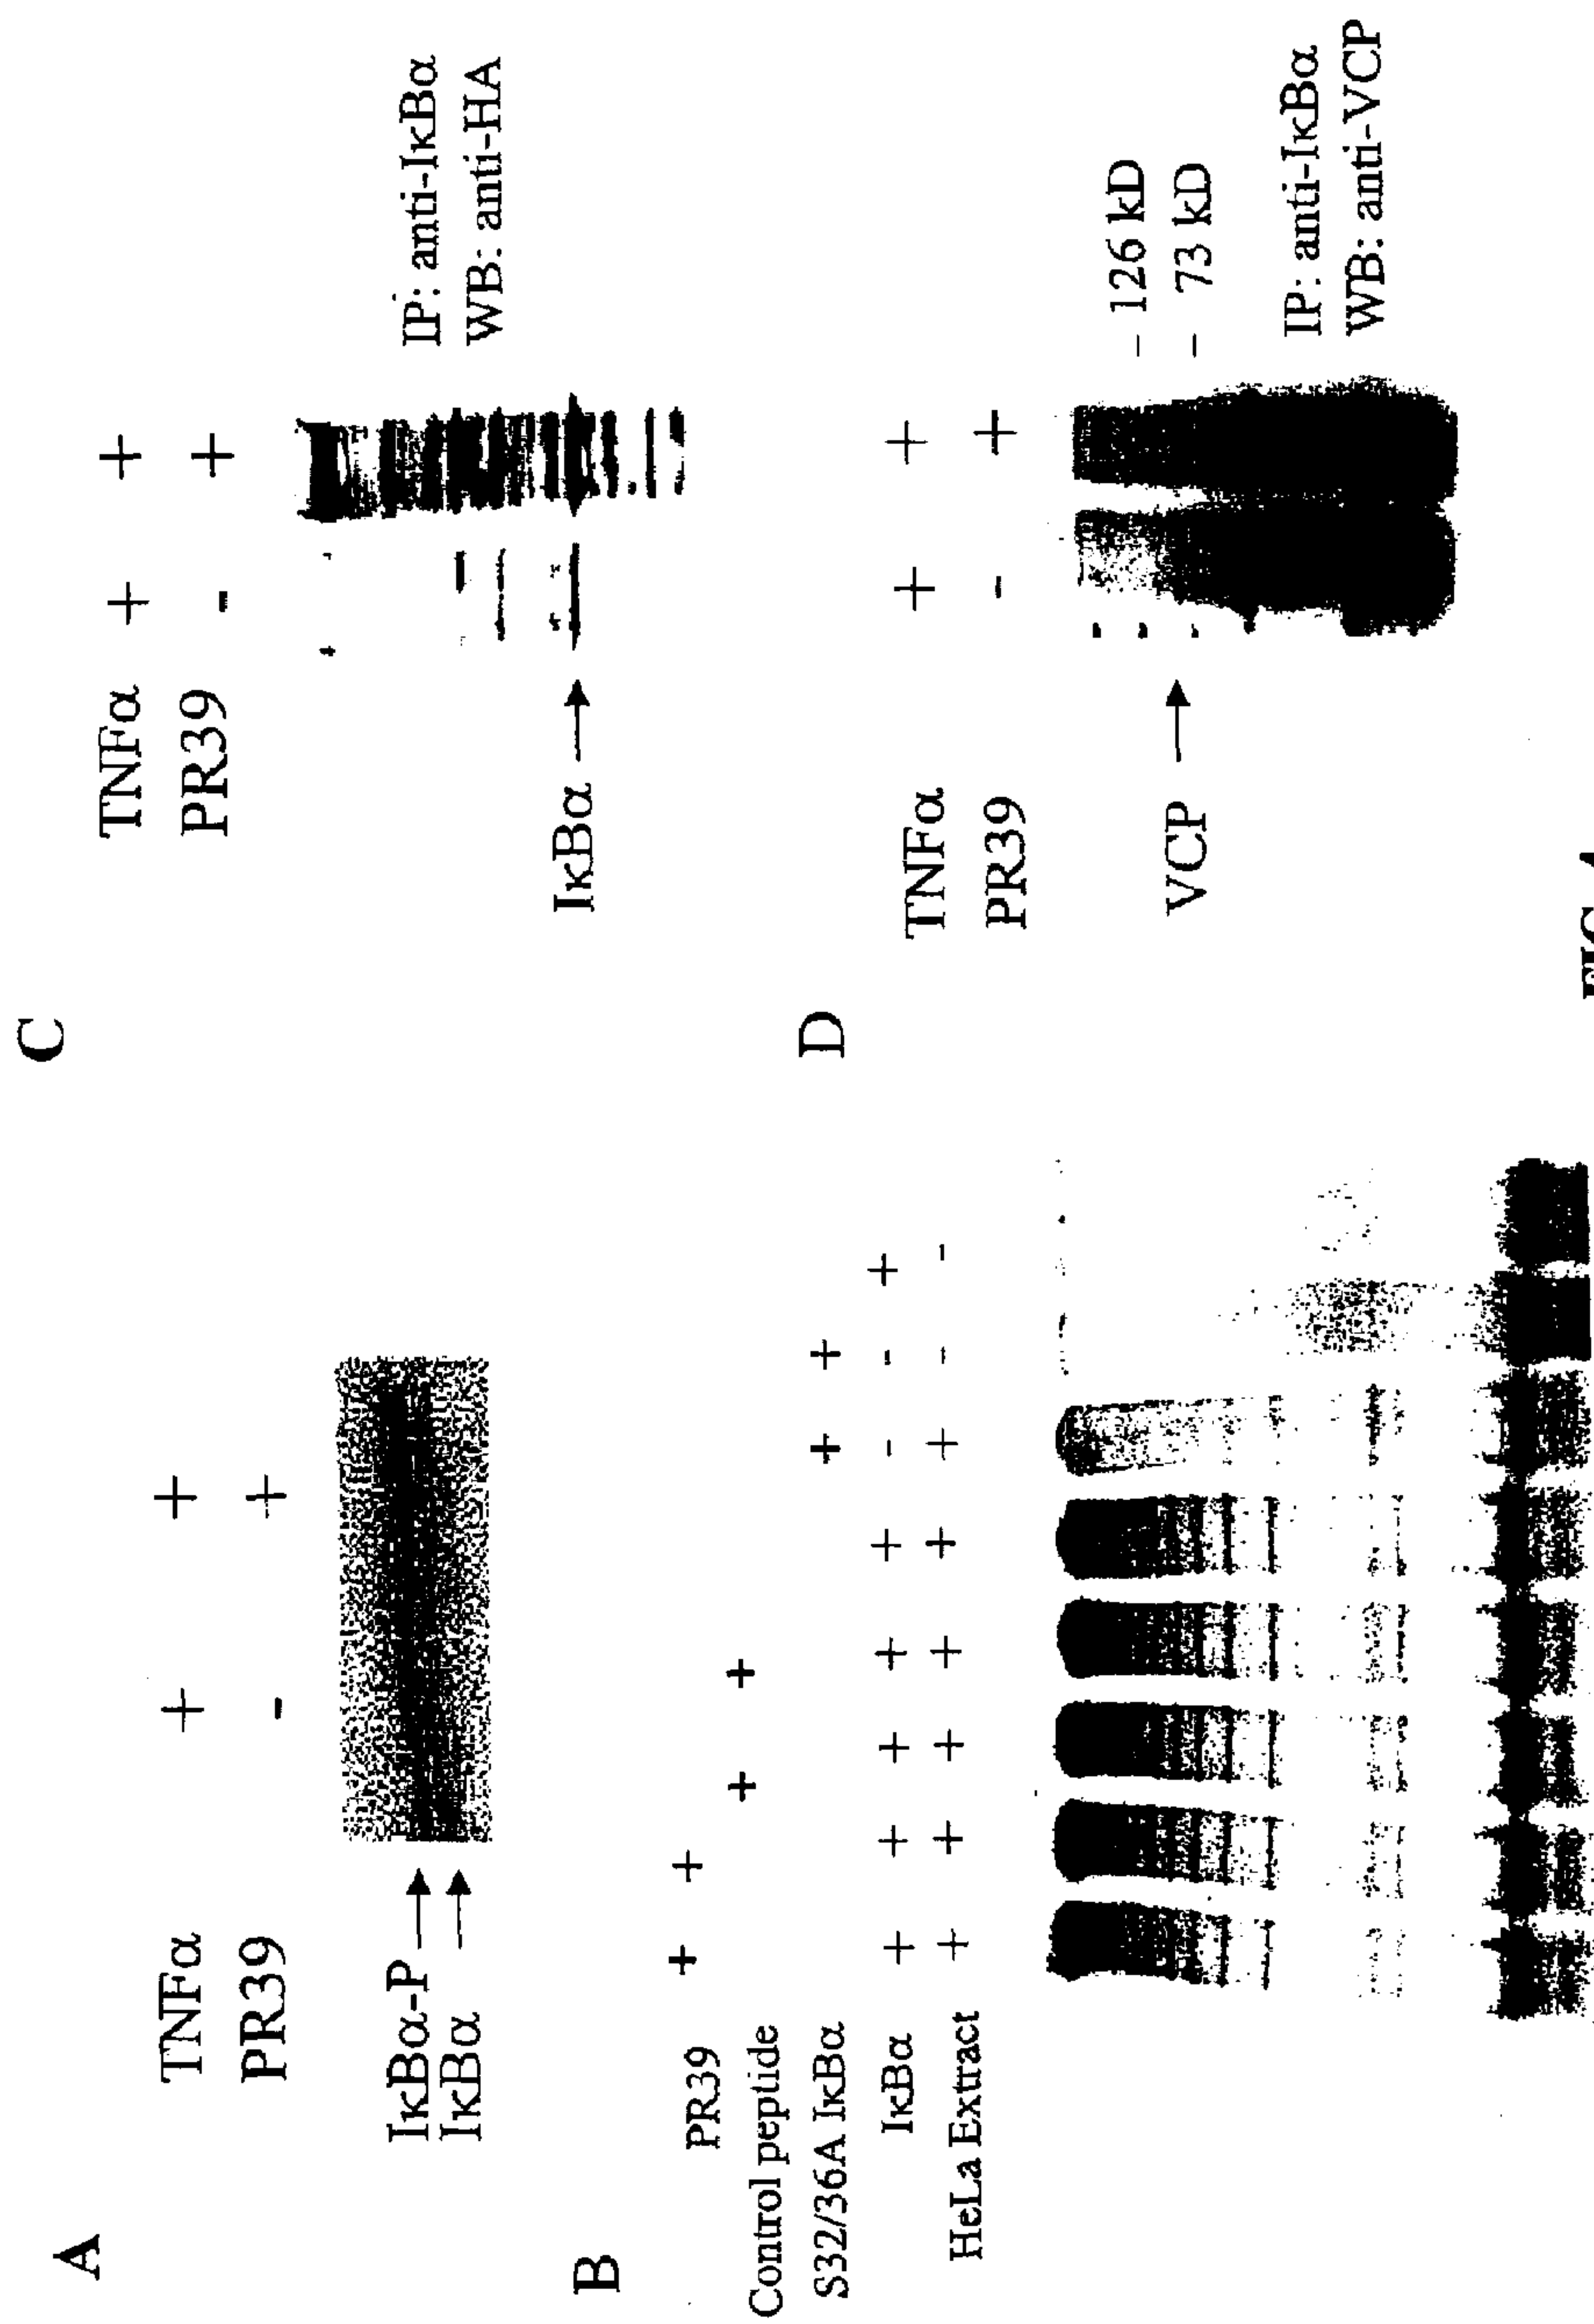 A
TNFα + +
PR39 - +
IκBα-P
IκBα
B
PR39 + +
Control peptide + +
S32/36A IκBα + +
IκBα + + + + + - - +
HeLa Extract + + + + + + - -
C
TNFα + +
PR39 - +
IκBα
IP: anti-IκBα
WB: anti-HA
D
TNFα + +
PR39 - +
VCP
– 126 kD
– 73 kD
IP: anti-IκBα
WB: anti-VCP